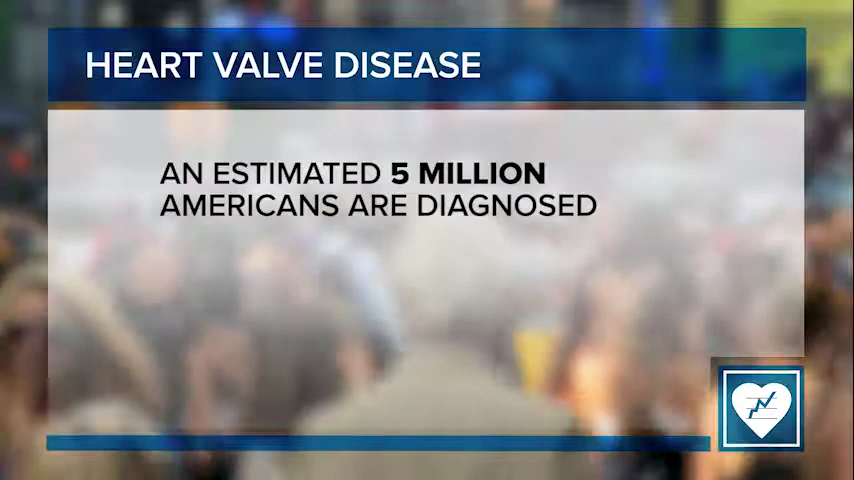 HEART VALVE DISEASE
AN ESTIMATED 5 MILLION
AMERICANS ARE DIAGNOSED